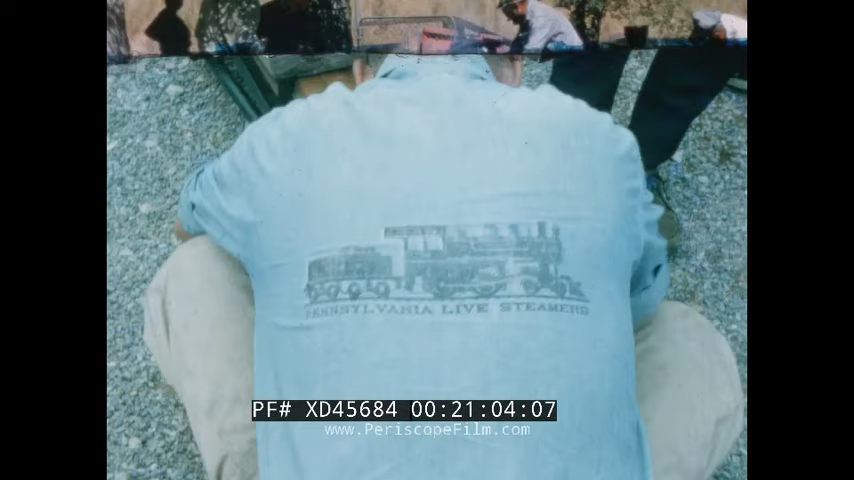 PENNSYLVANIA LIVE STEAMERS
PF# XD45684 00:21:04:07
www.PeriscopeFilm.com